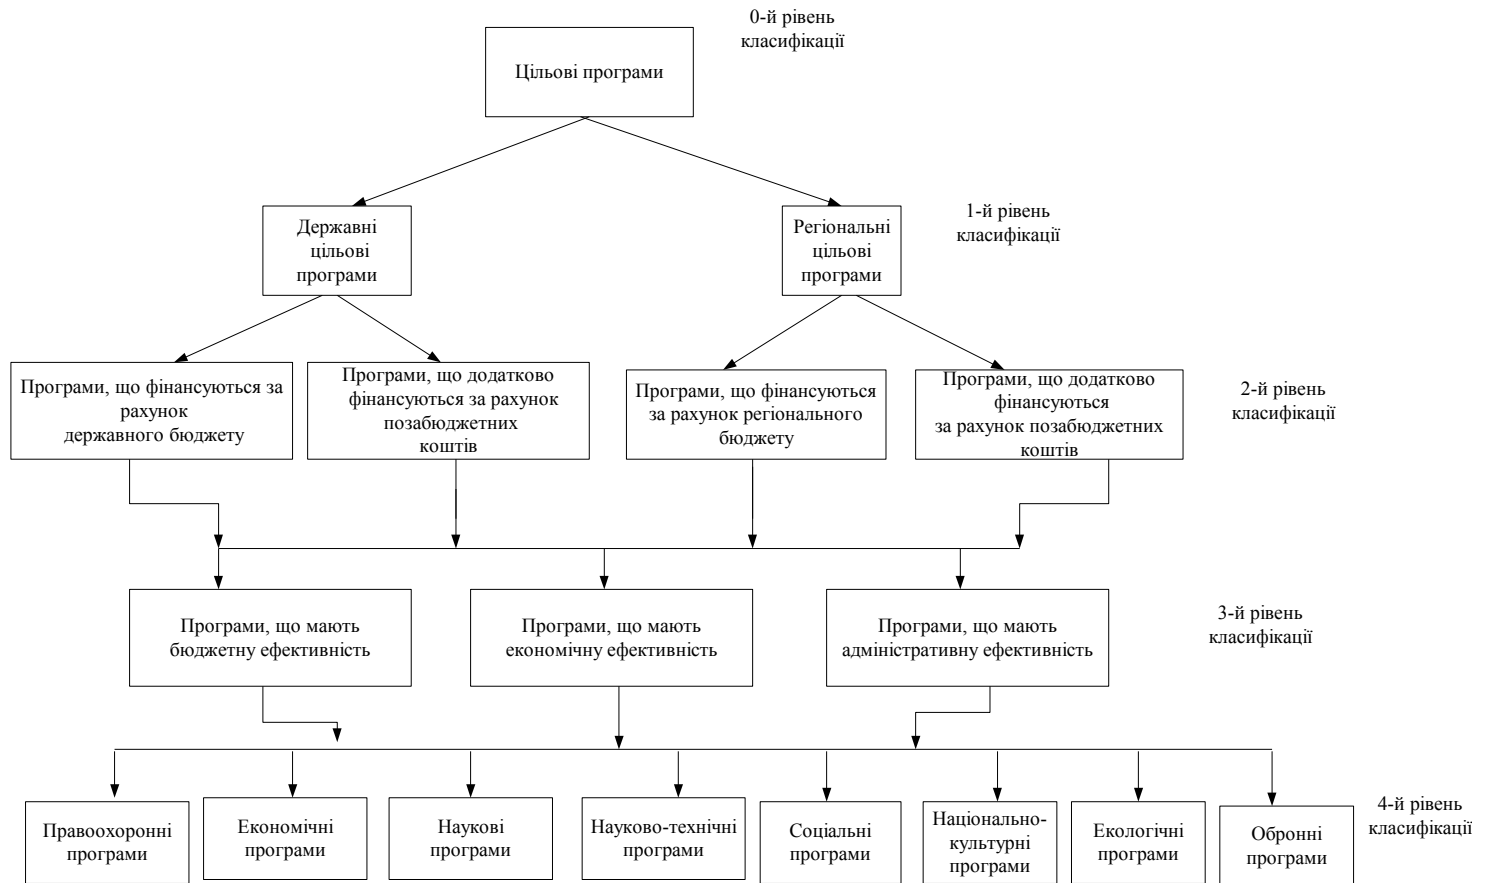 0-й рівень
класифікації
Цільові програми
1-й рівень
класифікації
Державні
цільові
програми
Регіональні
цільові
програми
2-й рівень
класифікації
Програми, що фінансуються за
рахунок
державного бюджету
Програми, що додатково
фінансуються за рахунок
позабюджетних
коштів
Програми, що фінансуються
за рахунок регіонального
бюджету
Програми, що додатково
фінансуються
за рахунок позабюджетних
коштів
3-й рівень
класифікації
Програми, що мають
бюджетну ефективність
Програми, що мають
економічну ефективність
Програми, що мають
адміністративну ефективність
4-й рівень
класифікації
Правоохоронні
програми
Економічні
програми
Наукові
програми
Науково-технічні
програми
Соціальні
програми
Національно-
культурні
програми
Екологічні
програми
Обронні
програми